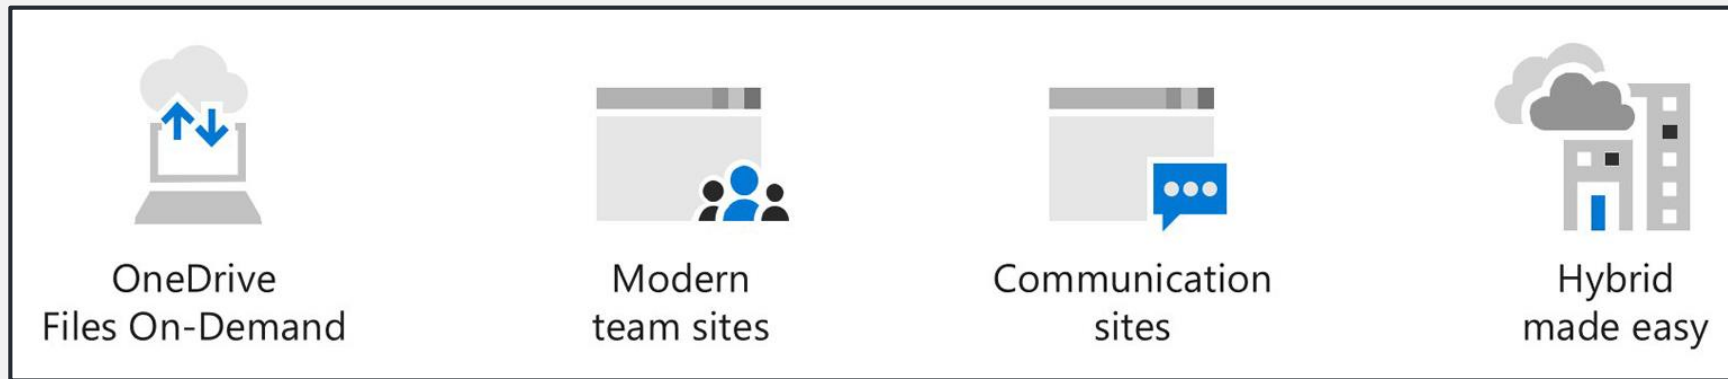 OneDrive
Files On-Demand
Modern
team sites
Communication
sites
Hybrid
made easy